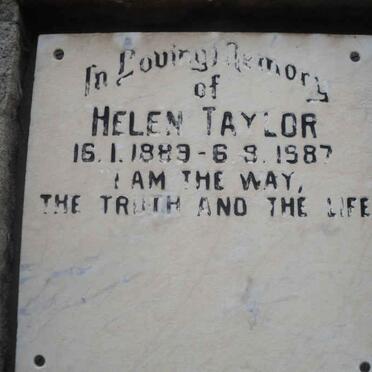 In Loving Memory
of
HELEN TAYLOR
16.1.1889-6.9.1987
I AM THE WAY,
THE TRUTH AND THE LIFE